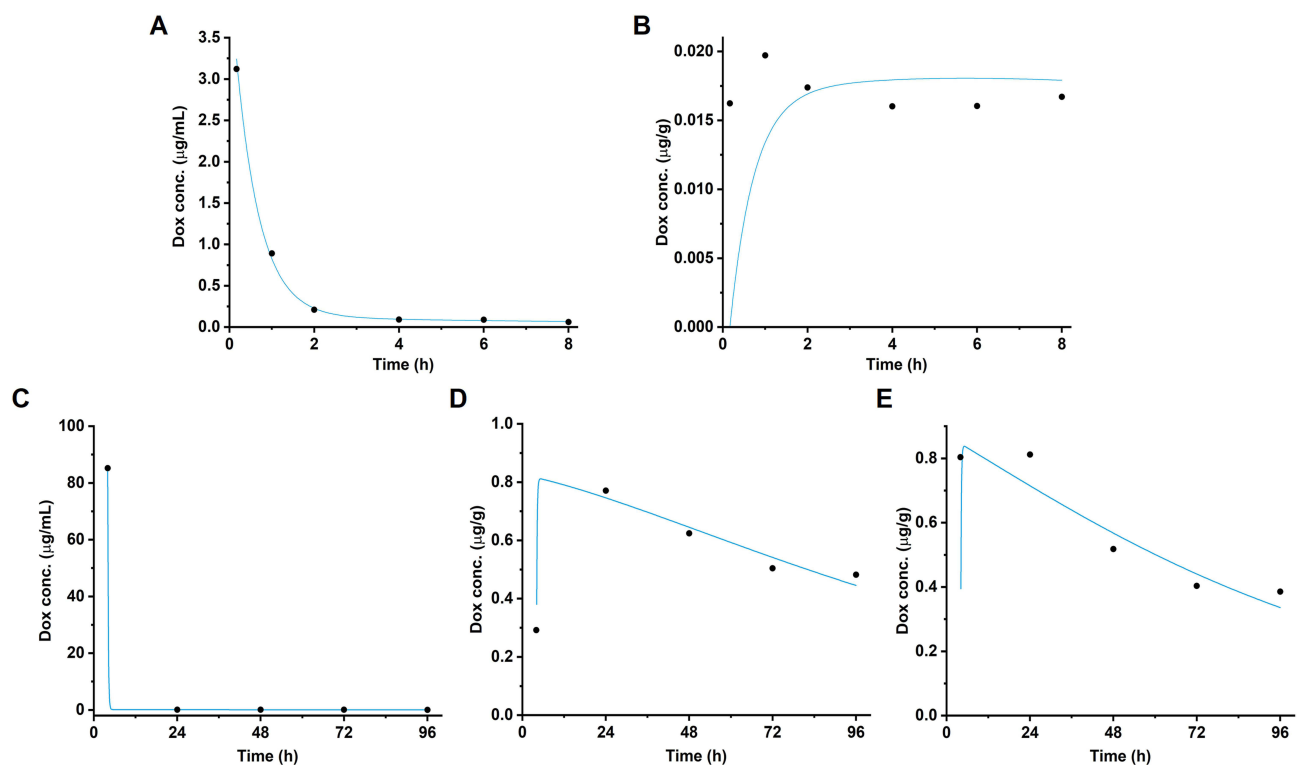 A
Dox conc. (μg/mL)
3.5
3.0
2.5
2.0
1.5
1.0
0.5
0.0
0 2 4 6 8
Time (h)
B
Dox conc. (μg/g)
0.020
0.015
0.010
0.005
0.000
0 2 4 6 8
Time (h)
C
Dox conc. (μg/mL)
100
80
60
40
20
0
0 24 48 72 96
Time (h)
D
Dox conc. (μg/g)
1.0
0.8
0.6
0.4
0.2
0.0
0 24 48 72 96
Time (h)
E
Dox conc. (μg/g)
0.8
0.6
0.4
0.2
0.0
0 24 48 72 96
Time (h)